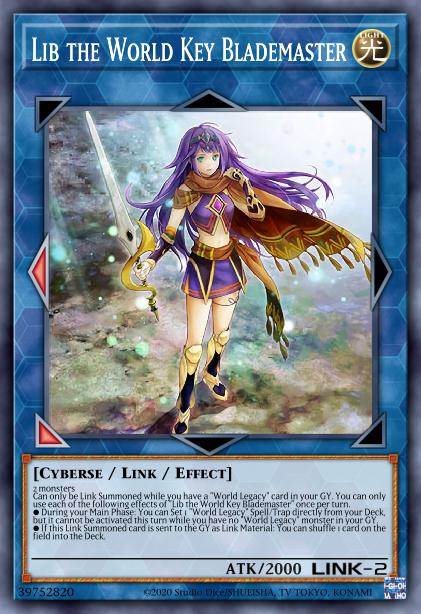 Lib the World Key Blademaster
LIGHT
光
[Cyberse / Link / Effect]
2 monsters
Can only be Link Summoned while you have a "World Legacy" card in your GY. You can only
use each of the following effects of "Lib the World Key Blademaster" once per turn.
● During your Main Phase: You can Set 1 "World Legacy" Spell/Trap directly from your Deck,
but it cannot be activated this turn while you have no "World Legacy" monster in your GY.
● If this Link Summoned card is sent to the GY as Link Material: You can shuffle 1 card on the
field into the Deck.
ATK/2000 LINK-2
39752820 ©2020 Studio Dice/SHUEISHA, TV TOKYO, KONAMI